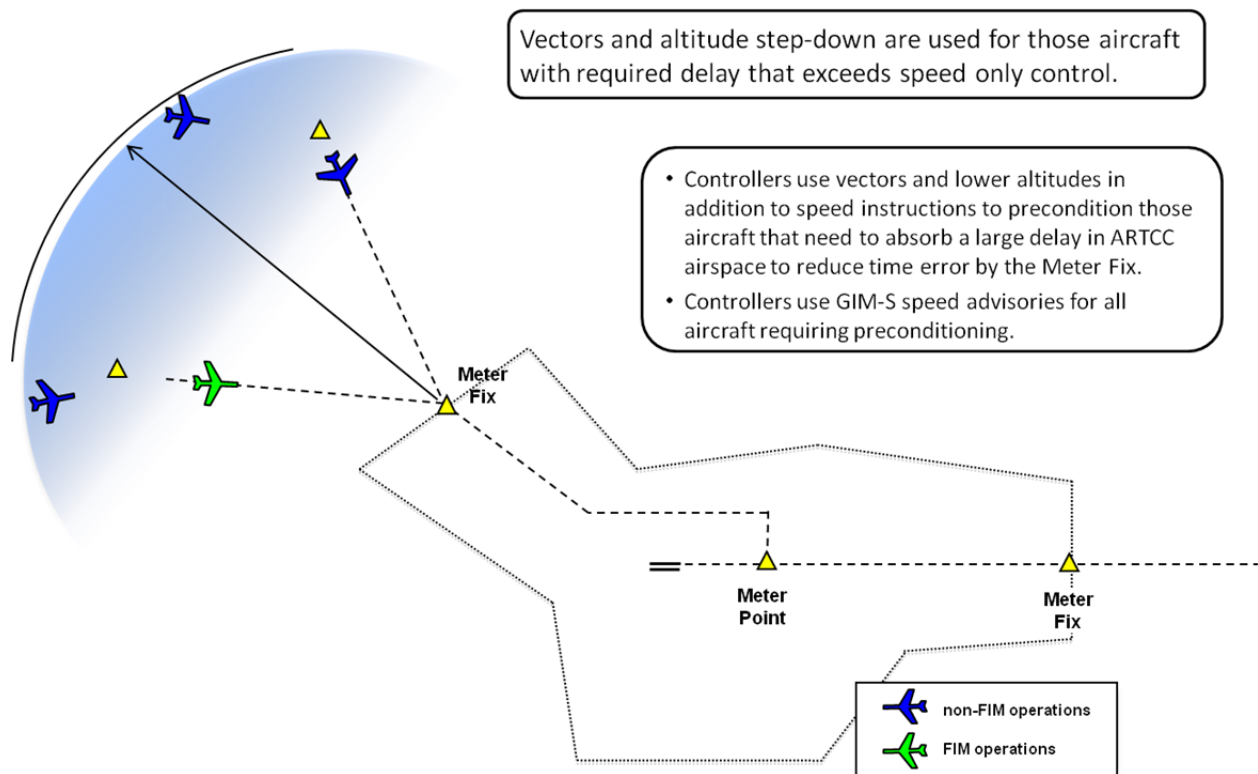 Vectors and altitude step-down are used for those aircraft
with required delay that exceeds speed only control.
• Controllers use vectors and lower altitudes in
addition to speed instructions to precondition those
aircraft that need to absorb a large delay in ARTCC
airspace to reduce time error by the Meter Fix.
• Controllers use GIM-S speed advisories for all
aircraft requiring preconditioning.
Meter
Fix
Meter
Point
Meter
Fix
non-FIM operations
FIM operations